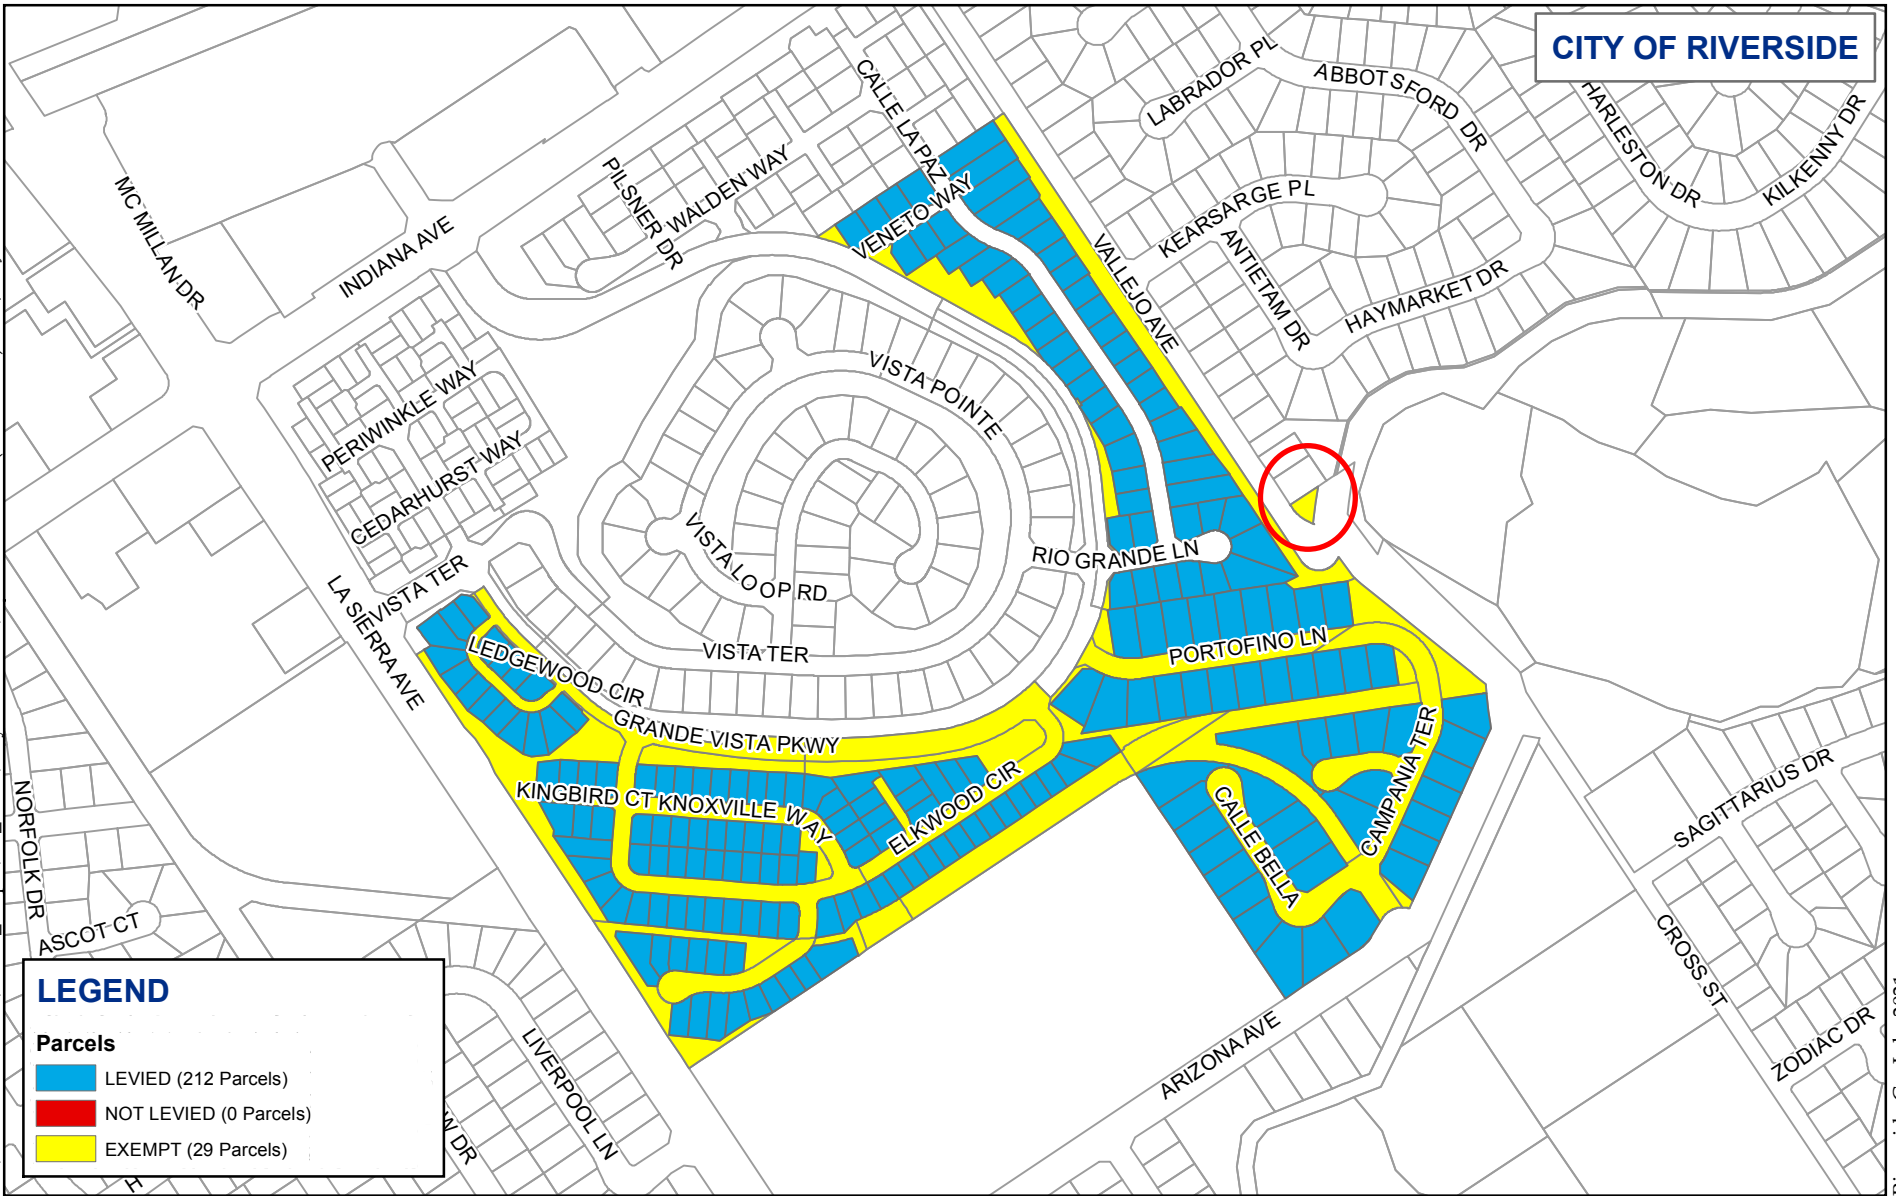 CITY OF RIVERSIDE
LABRADOR PL
ABBOTSFORD DR
HARLESTON DR
KILKENNY DR
CALLE LA PAZ
WALDEN WAY
PILSNER DR
VENETO WAY
KEARSARGE PL
ANTIETAM DR
HAYMARKET DR
VALLEJO AVE
MC MILLAN DR
INDIANA AVE
PERIWINKLE WAY
CEDARHURST WAY
VISTA POINTE
VISTA LOOP RD
RIO GRANDE LN
VISTA TER
LA SIERRA AVE
VISTA TER
PORTOFINO LN
LEDGEWOOD CIR
GRANDE VISTA PKWY
KINGBIRD CT
KNOXVILLE WAY
ELKWOOD CIR
CAMPANIA TER
CALLE BELLA
SAGITTARIUS DR
NORFOLK DR
ASCOT CT
CROSS ST
ZODIAC DR
ARIZONA AVE
LIVERPOOL LN
W DR
LEGEND
Parcels
LEVIED (212 Parcels)
NOT LEVIED (0 Parcels)
EXEMPT (29 Parcels)